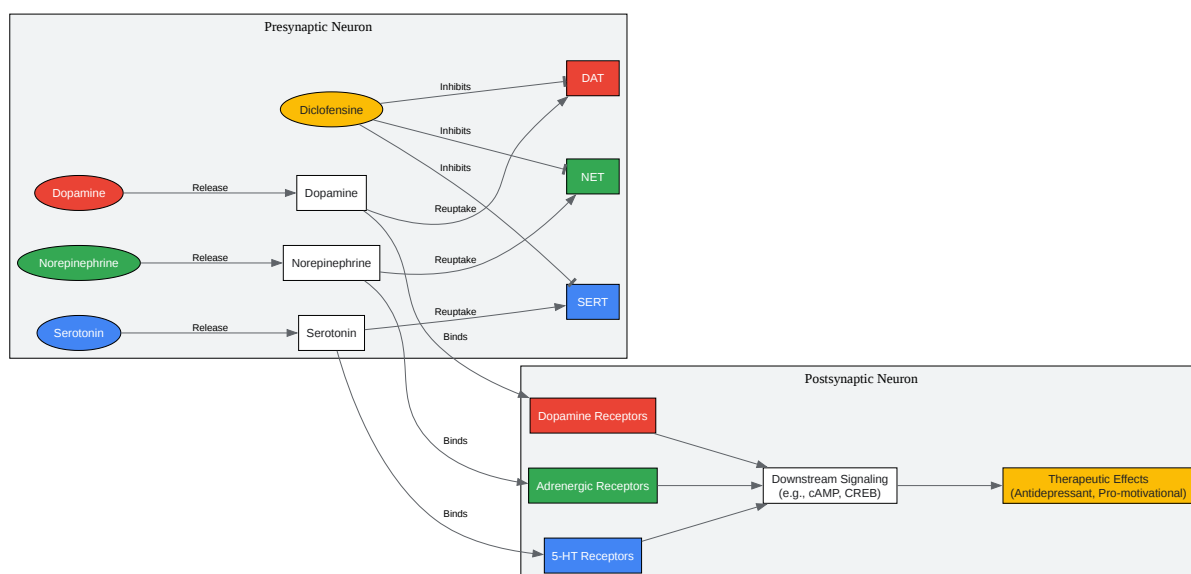 Presynaptic Neuron
DAT
Inhibits
Diclofensine
Inhibits
Inhibits
NET
Dopamine
Release
Dopamine
Reuptake
Norepinephrine
Release
Norepinephrine
Reuptake
SERT
Serotonin
Release
Serotonin
Reuptake
Binds
Postsynaptic Neuron
Dopamine Receptors
Binds
Adrenergic Receptors
Downstream Signaling
(e.g., cAMP, CREB)
Therapeutic Effects
(Antidepressant, Pro-motivational)
Binds
5-HT Receptors